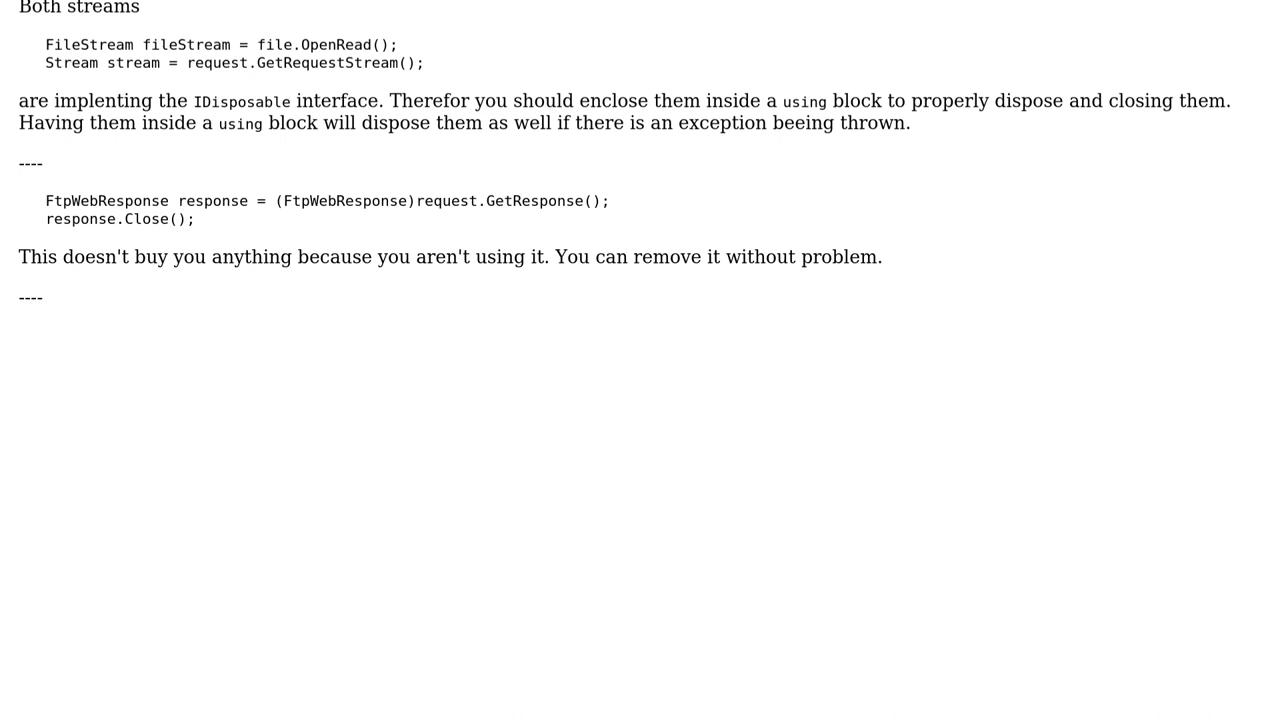 Both streams
FileStream fileStream = file.OpenRead();
Stream stream = request.GetRequestStream();
are implenting the IDisposable interface. Therefor you should enclose them inside a using block to properly dispose and closing them.
Having them inside a using block will dispose them as well if there is an exception beeing thrown.
----
FtpWebResponse response = (FtpWebResponse)request.GetResponse();
response.Close();
This doesn't buy you anything because you aren't using it. You can remove it without problem.
----